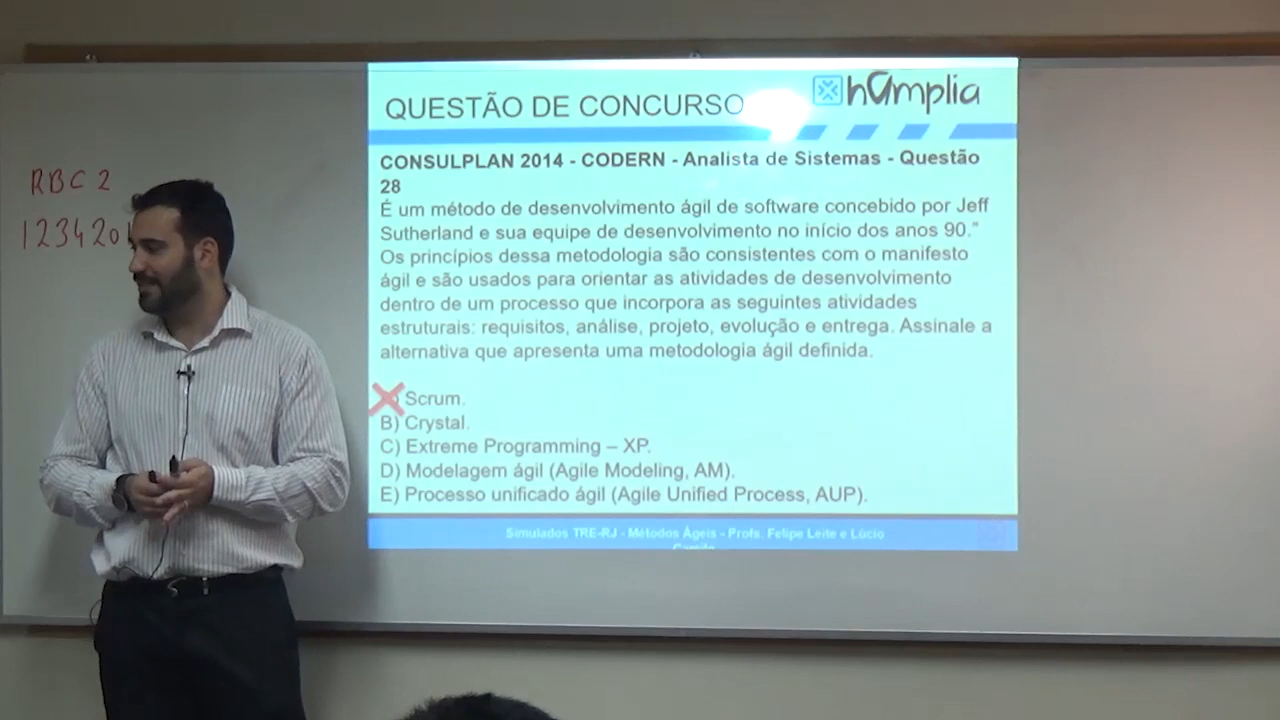 RBC 2
123420
QUESTÃO DE CONCURSO
hamplia
CONSULPLAN 2014 - CODERN - Analista de Sistemas - Questão
28
É um método de desenvolvimento ágil de software concebido por Jeff
Sutherland e sua equipe de desenvolvimento no início dos anos 90."
Os princípios dessa metodologia são consistentes com o manifesto
ágil e são usados para orientar as atividades de desenvolvimento
dentro de um processo que incorpora as seguintes atividades
estruturais: requisitos, análise, projeto, evolução e entrega. Assinale a
alternativa que apresenta uma metodologia ágil definida.
Scrum.
B) Crystal.
C) Extreme Programming – XP.
D) Modelagem ágil (Agile Modeling, AM).
E) Processo unificado ágil (Agile Unified Process, AUP).
Simulados TRE-RJ - Métodos Ágeis - Profs. Felipe Leite e Lúcio